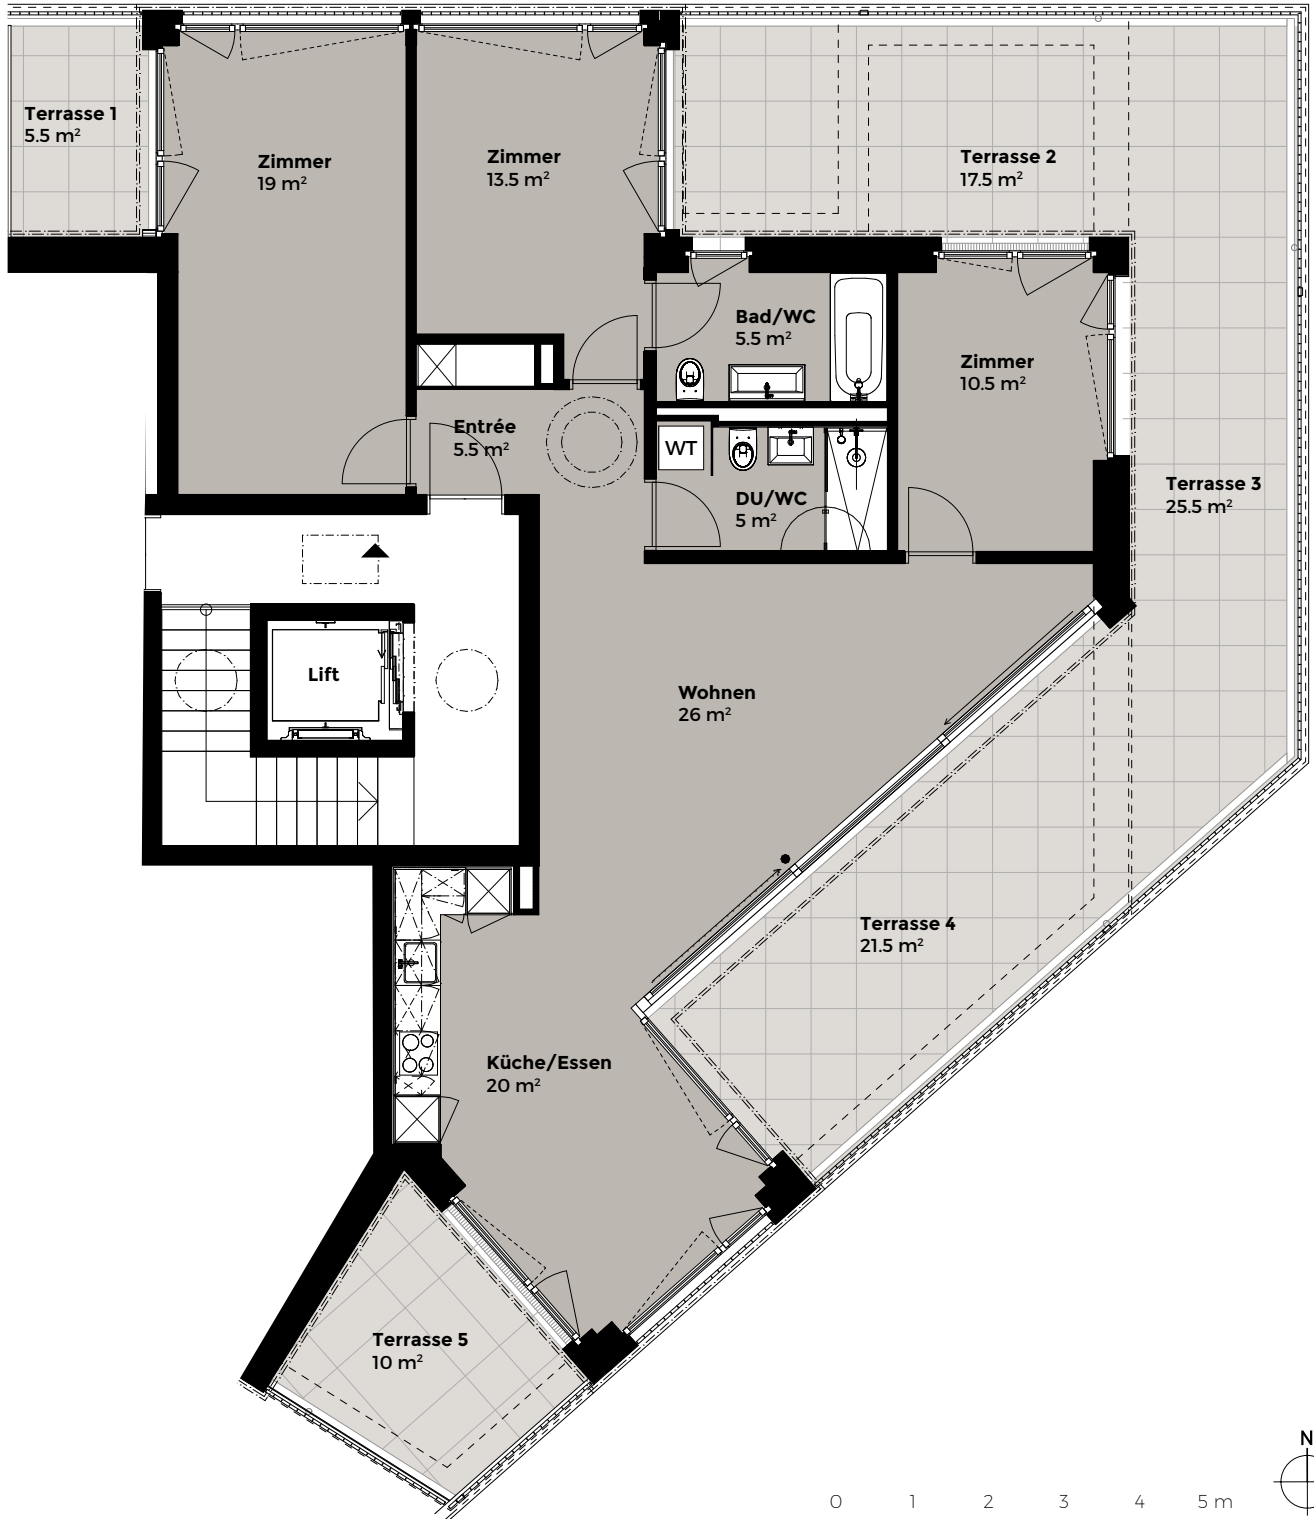 Terrasse 1
5.5 m²
Zimmer
19 m²
Zimmer
13.5 m²
Terrasse 2
17.5 m²
Bad/WC
5.5 m²
Zimmer
10.5 m²
Entrée
5.5 m²
WT
DU/WC
5 m²
Terrasse 3
25.5 m²
Lift
Wohnen
26 m²
Terrasse 4
21.5 m²
Küche/Essen
20 m²
Terrasse 5
10 m²
N
0 1 2 3 4 5 m